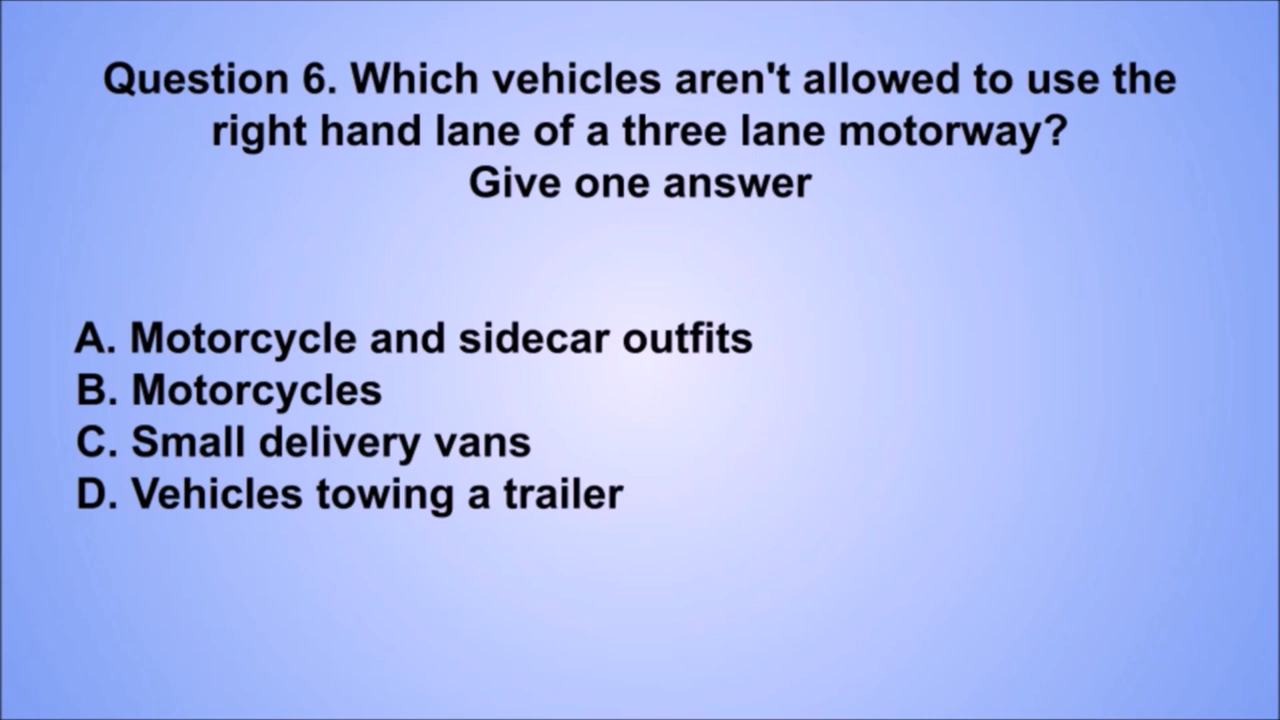 Question 6. Which vehicles aren't allowed to use the
right hand lane of a three lane motorway?
Give one answer
A. Motorcycle and sidecar outfits
B. Motorcycles
C. Small delivery vans
D. Vehicles towing a trailer